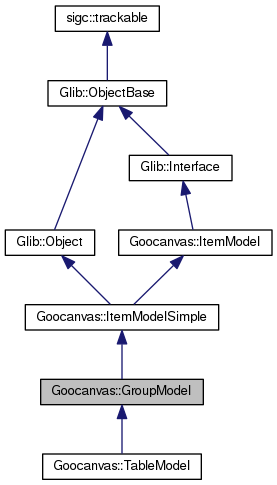 sigc::trackable
Glib::ObjectBase
Glib::Interface
Glib::Object
Goocanvas::ItemModel
Goocanvas::ItemModelSimple
Goocanvas::GroupModel
Goocanvas::TableModel